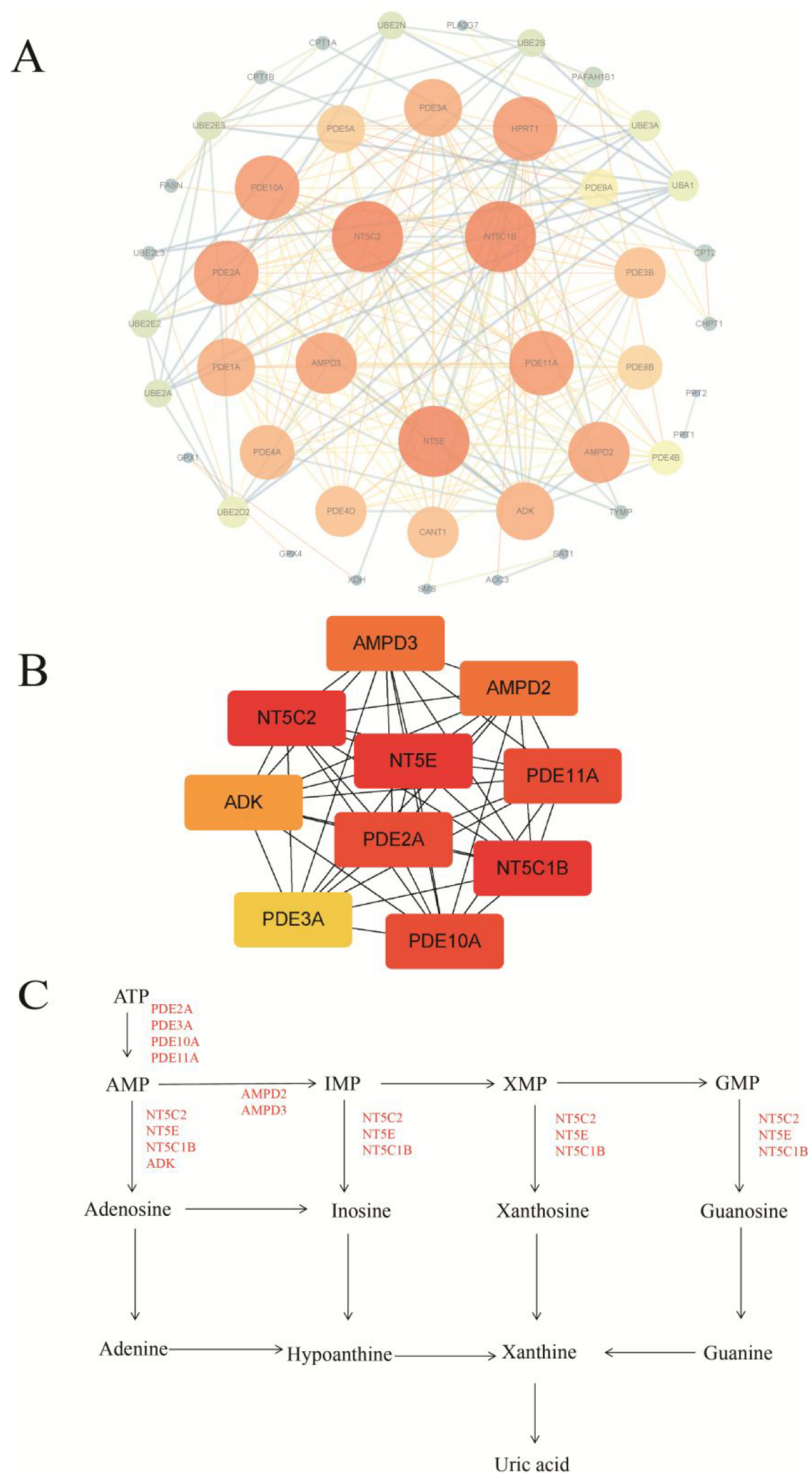 A
UBE2N
PLA2G7
CPT1A
UBE2S
CPT1B
PAFAH1B1
PDE3A
UBE2E3
PDE5A
HPRT1
UBE3A
FASN
PDE10A
PDE9A
UBA1
NT5C2
NT5C1B
UBE2L3
PDE2A
PDE3B
CPT2
UBE2E2
CHPT1
PDE1A
AMPD3
PDE11A
PDE8B
UBE2A
PPT2
NT5E
PPT1
GPX1
PDE4A
AMPD2
PDE4B
UBE2D2
PDE4D
CANT1
ADK
TYMP
GPX4
XDH
SMS
AOC3
SAT1
B
AMPD3
AMPD2
NT5C2
NT5E
PDE11A
ADK
PDE2A
NT5C1B
PDE3A
PDE10A
C
ATP
PDE2A
PDE3A
PDE10A
PDE11A
AMP
IMP
XMP
GMP
AMPD2
AMPD3
NT5C2
NT5E
NT5C1B
ADK
NT5C2
NT5E
NT5C1B
NT5C2
NT5E
NT5C1B
NT5C2
NT5E
NT5C1B
Adenosine
Inosine
Xanthosine
Guanosine
Adenine
Hypoanthine
Xanthine
Guanine
Uric acid